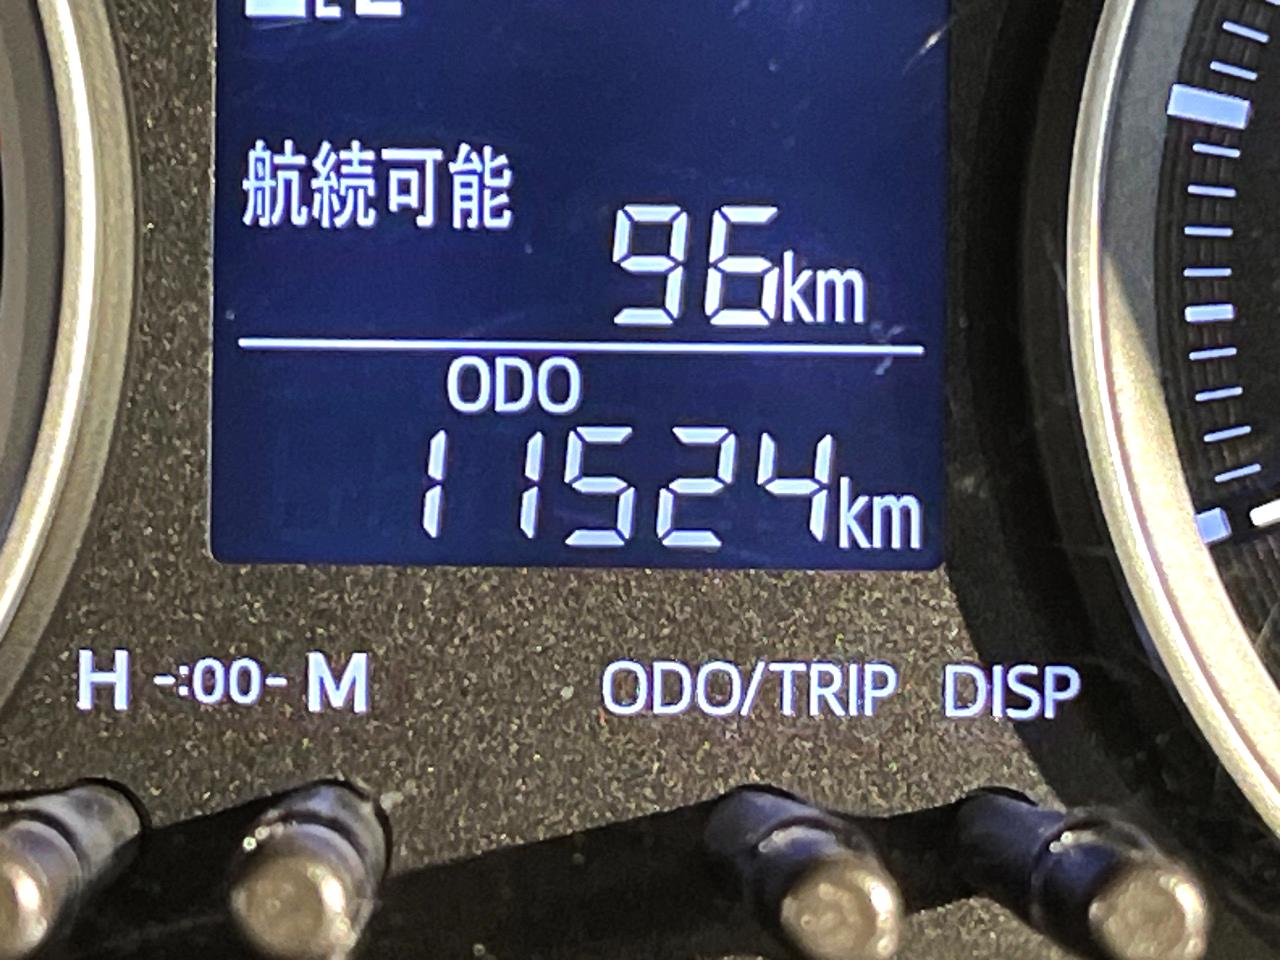 航続可能
96km
ODO
11524km
H -:00- M
ODO/TRIP DISP